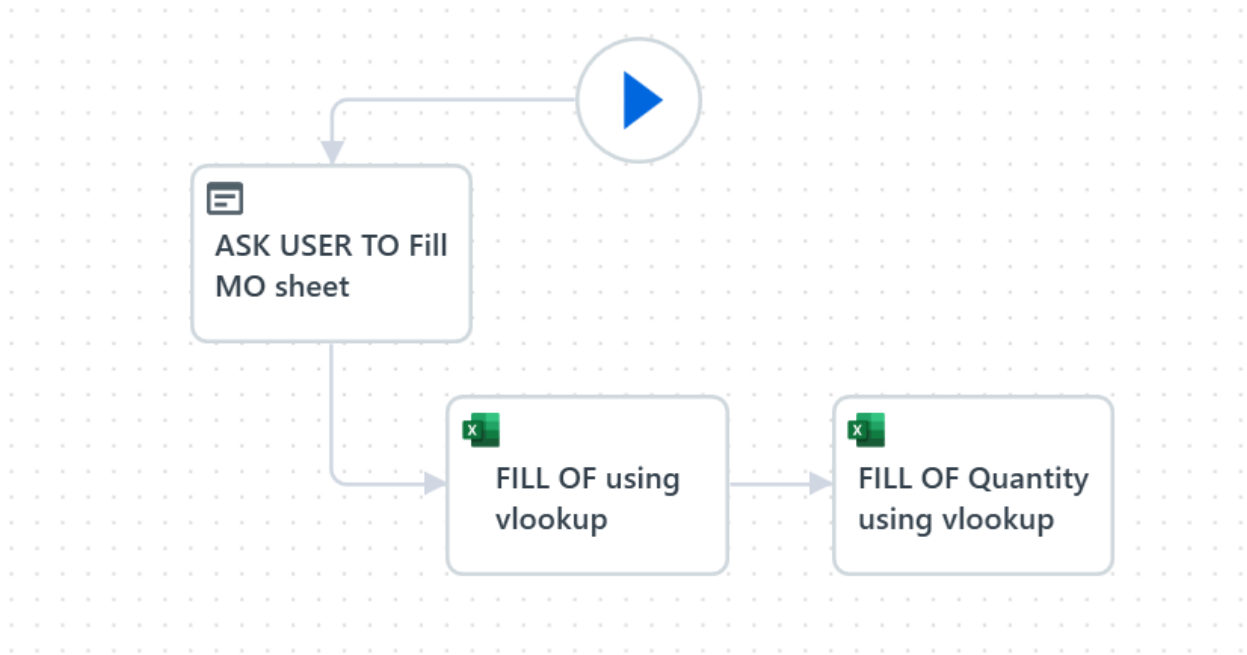 ASK USER TO Fill
MO sheet
X
FILL OF using
vlookup
X
FILL OF Quantity
using vlookup